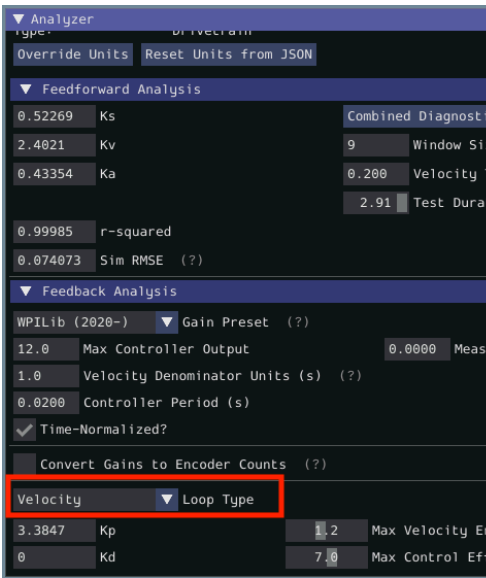 Analyzer
Type: Drivetrain
Override Units Reset Units from JSON
Feedforward Analysis
0.52269 Ks Combined Diagnosti
2.4021 Kv 9 Window Si
0.43354 Ka 0.200 Velocity
2.91 Test Dura
0.99985 r-squared
0.074073 Sim RMSE (?)
Feedback Analysis
WPILib (2020-) Gain Preset (?)
12.0 Max Controller Output 0.0000 Meas
1.0 Velocity Denominator Units (s) (?)
0.0200 Controller Period (s)
Time-Normalized?
Convert Gains to Encoder Counts (?)
Velocity Loop Type
3.3847 Kp 1.2 Max Velocity E
0 Kd 7.0 Max Control Ef